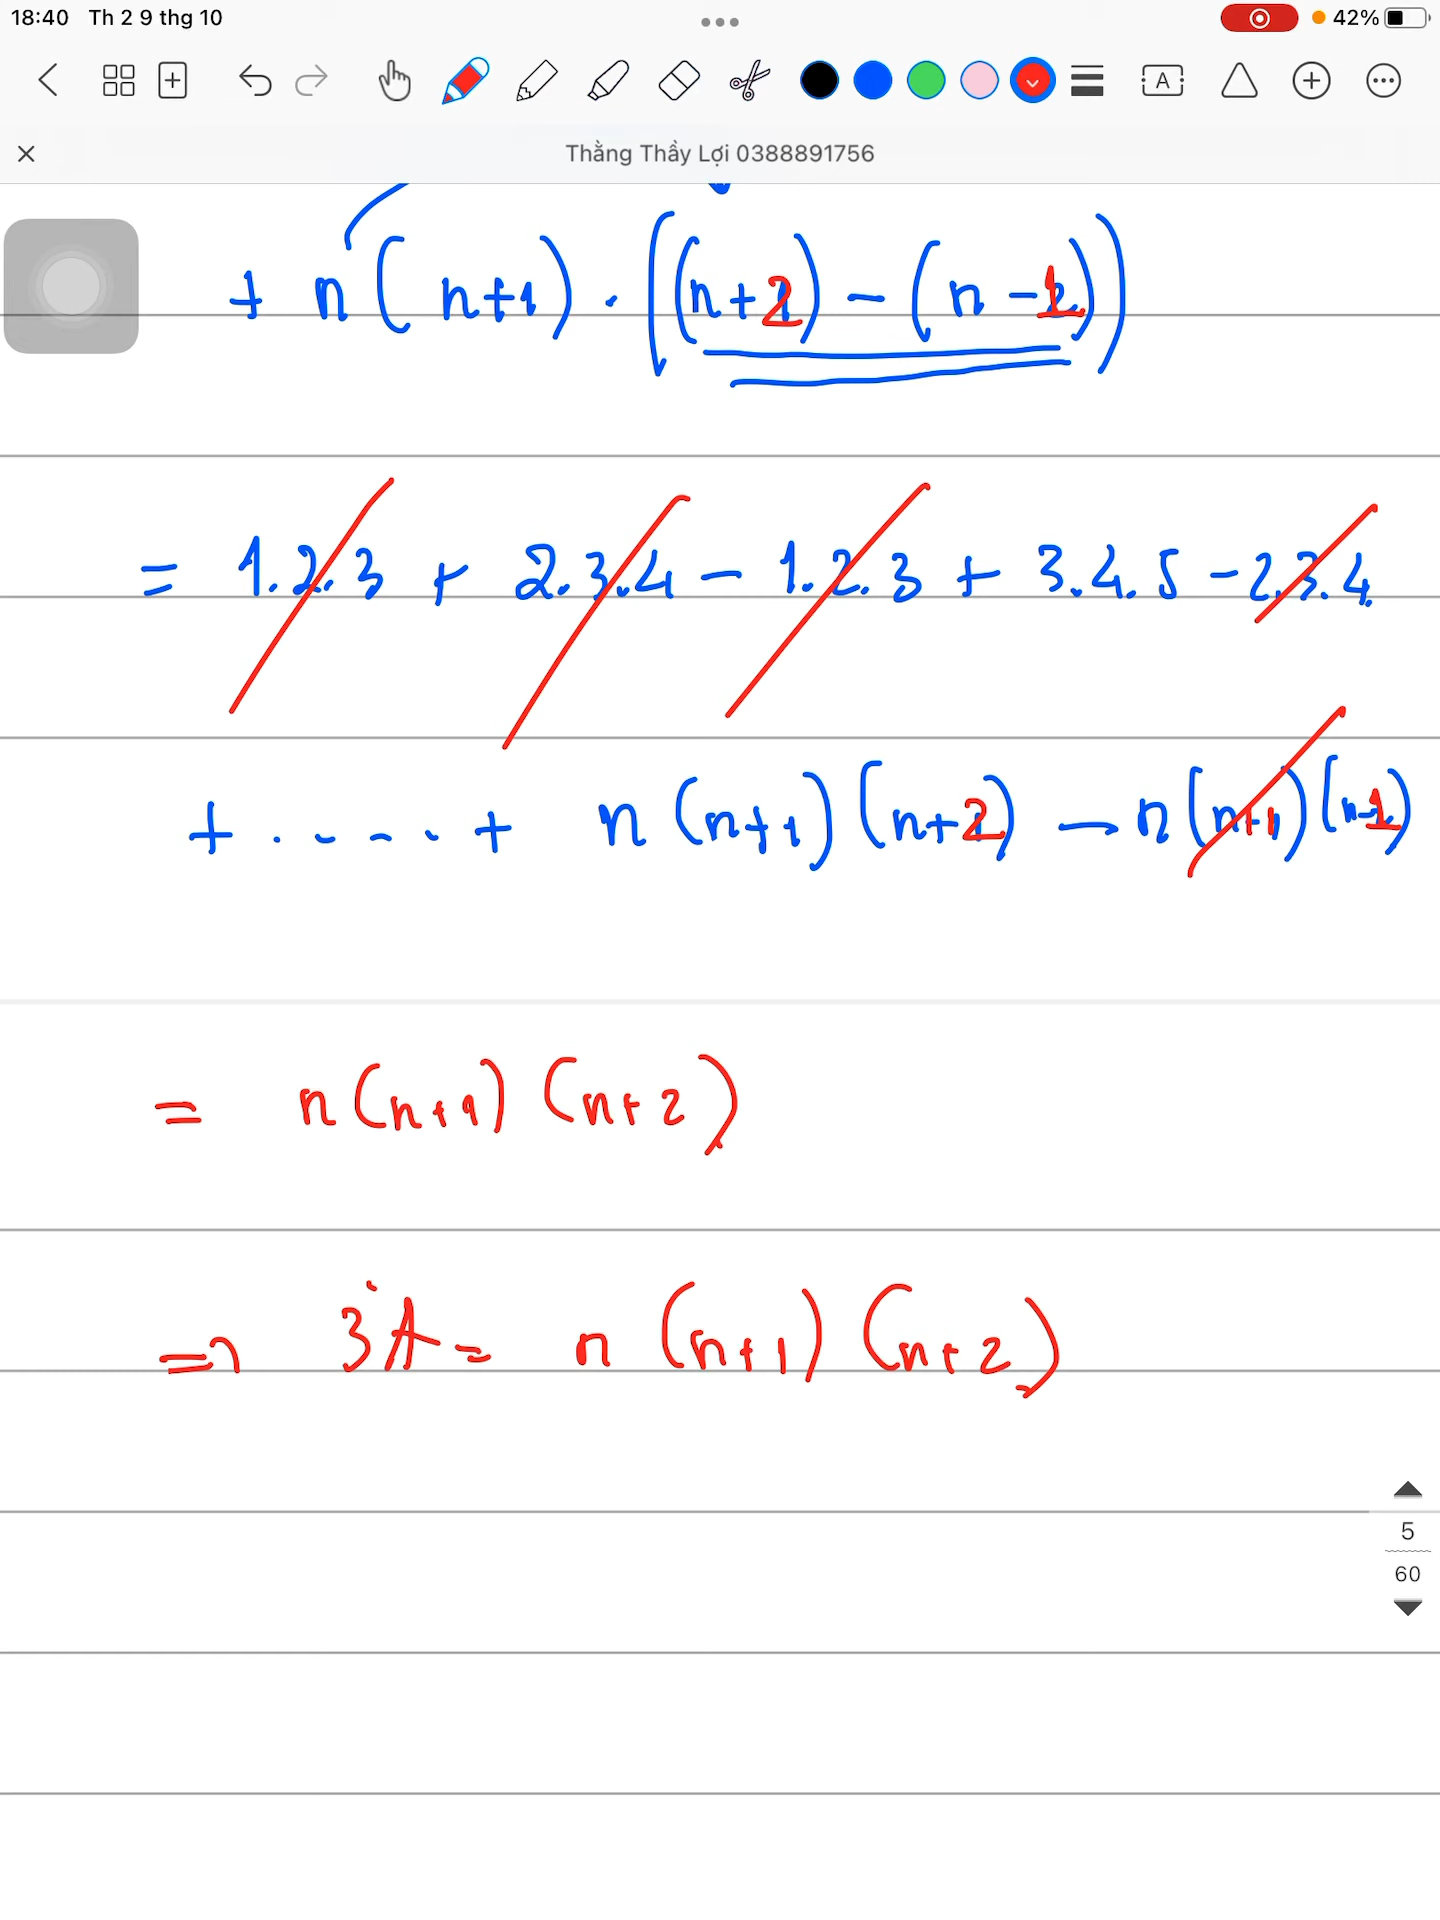 18:40 Th 2 9 thg 10
42%
A
Thằng Thầy Lợi 0388891756
+ n(n+1).((n+2)-(n-1))
= 1.2.3 + 2.3.4 - 1.2.3 + 3.4.5 - 2.3.4
+ ..... + n(n+1)(n+2) - n(n+1)(n-1)
= n(n+1)(n+2)
=> 3A = n(n+1)(n+2)
5
60